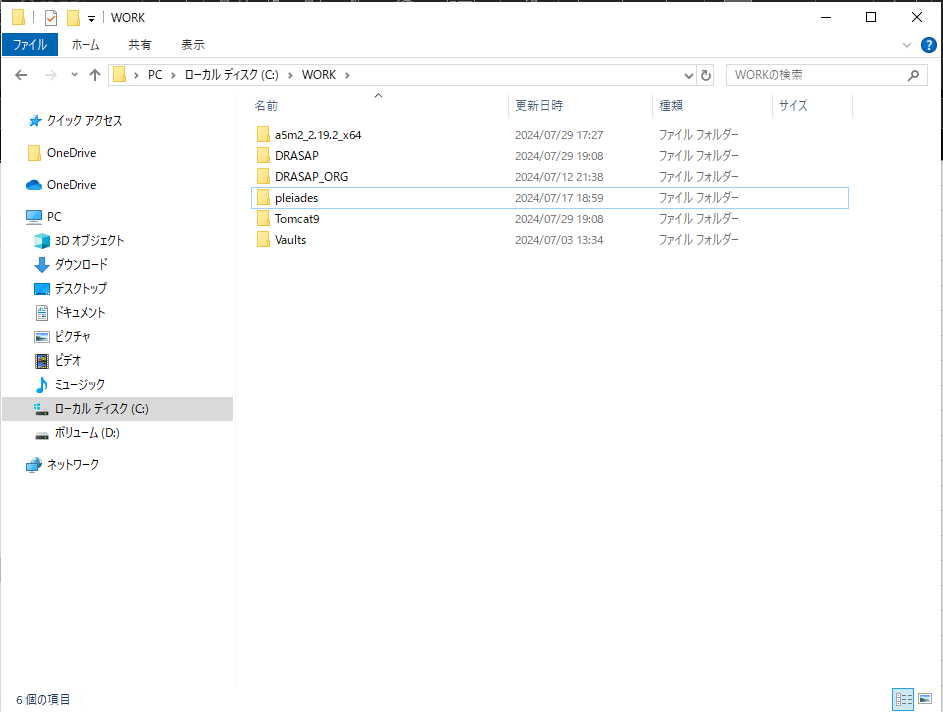 WORK
ファイル ホーム 共有 表示
PC ローカル ディスク (C:) WORK WORKの検索
クイック アクセス
OneDrive
OneDrive
PC
3D オブジェクト
ダウンロード
デスクトップ
ドキュメント
ピクチャ
ビデオ
ミュージック
ローカル ディスク (C:)
ボリューム (D:)
ネットワーク
名前 更新日時 種類 サイズ
a5m2_2.19.2_x64 2024/07/29 17:27 ファイル フォルダー
DRASAP 2024/07/29 19:08 ファイル フォルダー
DRASAP_ORG 2024/07/12 21:38 ファイル フォルダー
pleiades 2024/07/17 18:59 ファイル フォルダー
Tomcat9 2024/07/29 19:08 ファイル フォルダー
Vaults 2024/07/03 13:34 ファイル フォルダー
6 個の項目